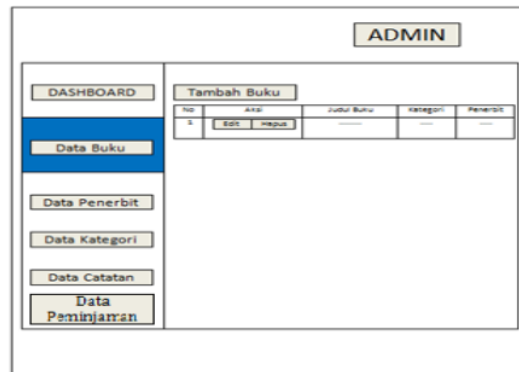 ADMIN
DASHBOARD
Data Buku
Data Penerbit
Data Kategori
Data Catatan
Data
Peminjaman
Tambah Buku
No Aksi Judul Buku Kategori Penerbit
1 Edit Hapus